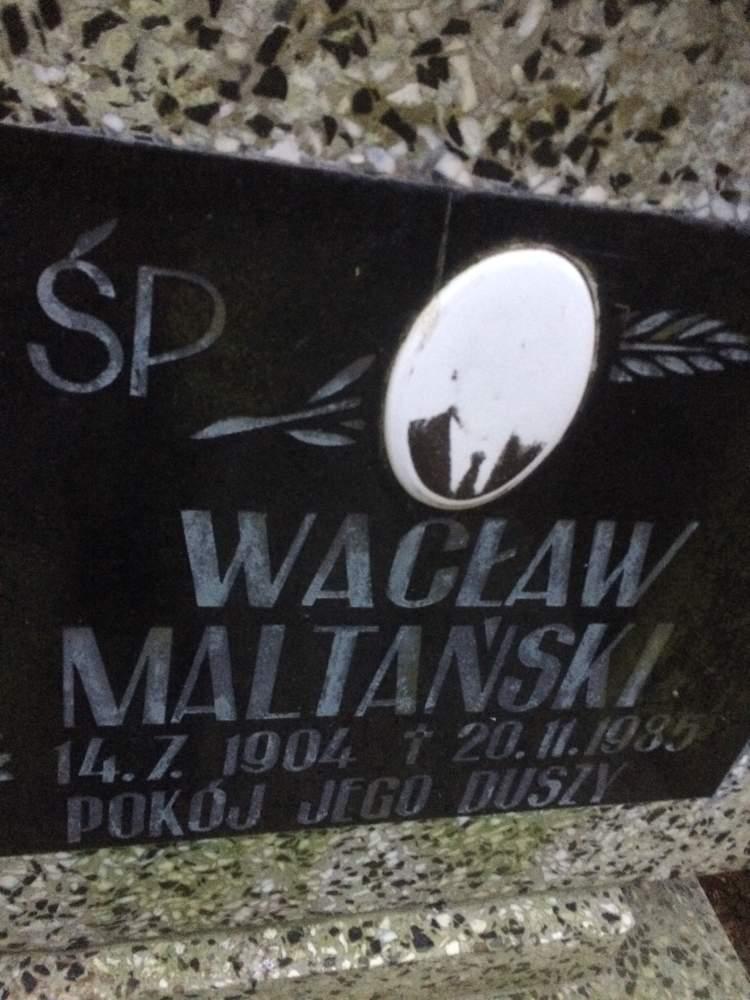 ŚP
WACŁAW
MALTAŃSKI
14.7. 1904 † 20.11.1985
POKÓJ JEGO DUSZY